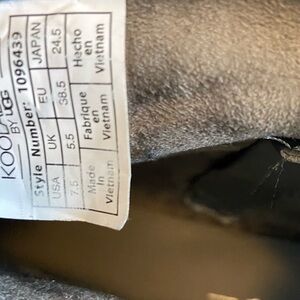 KOOLA
BY UGG
Style Number: 1096439
USA UK EU JAPAN
7.5 5.5 38.5 24.5
Made in Vietnam
Fabrique en Vietnam
Hecho en Vietnam